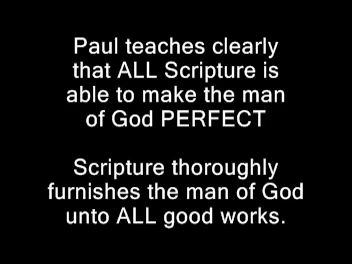 Paul teaches clearly
that ALL Scripture is
able to make the man
of God PERFECT
Scripture thoroughly
furnishes the man of God
unto ALL good works.